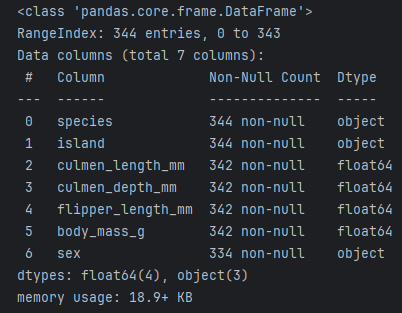 <class 'pandas.core.frame.DataFrame'>
RangeIndex: 344 entries, 0 to 343
Data columns (total 7 columns):
 #   Column             Non-Null Count  Dtype
---  ------             --------------  -----
 0   species            344 non-null    object
 1   island             344 non-null    object
 2   culmen_length_mm   342 non-null    float64
 3   culmen_depth_mm    342 non-null    float64
 4   flipper_length_mm  342 non-null    float64
 5   body_mass_g        342 non-null    float64
 6   sex                334 non-null    object
dtypes: float64(4), object(3)
memory usage: 18.9+ KB